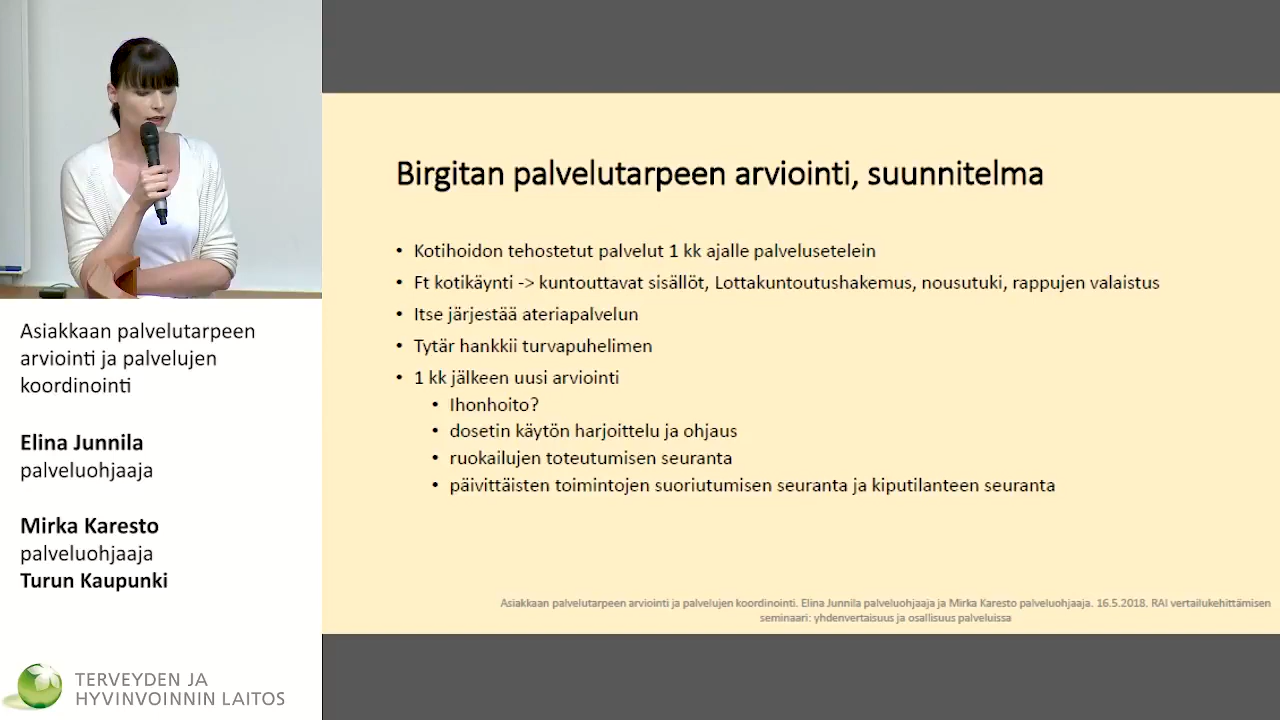 Birgitan palvelutarpeen arviointi, suunnitelma
• Kotihoidon tehostetut palvelut 1 kk ajalle palvelusetelein
• Ft kotikäynti -> kuntouttavat sisällöt, Lottakuntoutushakemus, nousutuki, rappujen valaistus
• Itse järjestää ateriapalvelun
• Tytär hankkii turvapuhelimen
• 1 kk jälkeen uusi arviointi
• Ihonhoito?
• dosetin käytön harjoittelu ja ohjaus
• ruokailujen toteutumisen seuranta
• päivittäisten toimintojen suoriutumisen seuranta ja kiputilanteen seuranta
Asiakkaan palvelutarpeen arviointi ja palvelujen koordinointi. Elina Junnila palveluohjaaja ja Mirka Karesto palveluohjaaja. 16.5.2018. RAI vertailukehittämisen
seminaari: yhdenvertaisuus ja osallisuus palveluissa
Asiakkaan palvelutarpeen
arviointi ja palvelujen
koordinointi
Elina Junnila
palveluohjaaja
Mirka Karesto
palveluohjaaja
Turun Kaupunki
TERVEYDEN JA
HYVINVOINNIN LAITOS